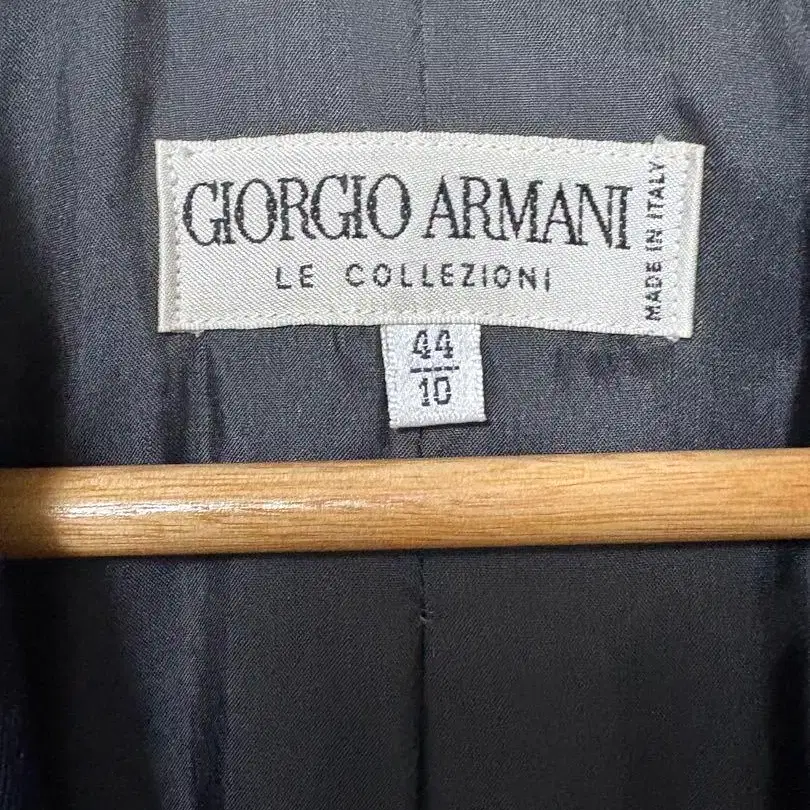 GIORGIO ARMANI
LE COLLEZIONI
MADE IN ITALY
44
10